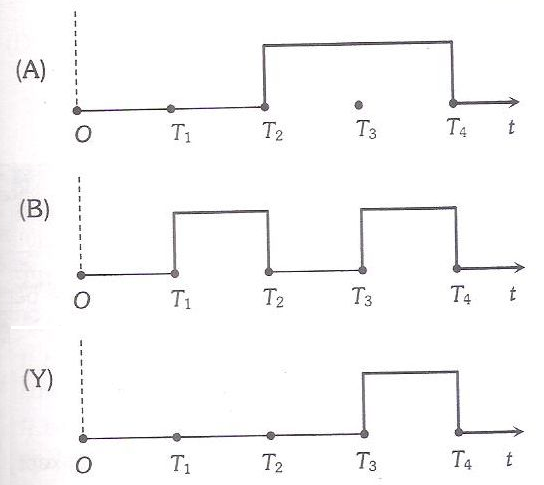 (A)
O T₁ T₂ T₃ T₄ t
(B)
O T₁ T₂ T₃ T₄ t
(Y)
O T₁ T₂ T₃ T₄ t